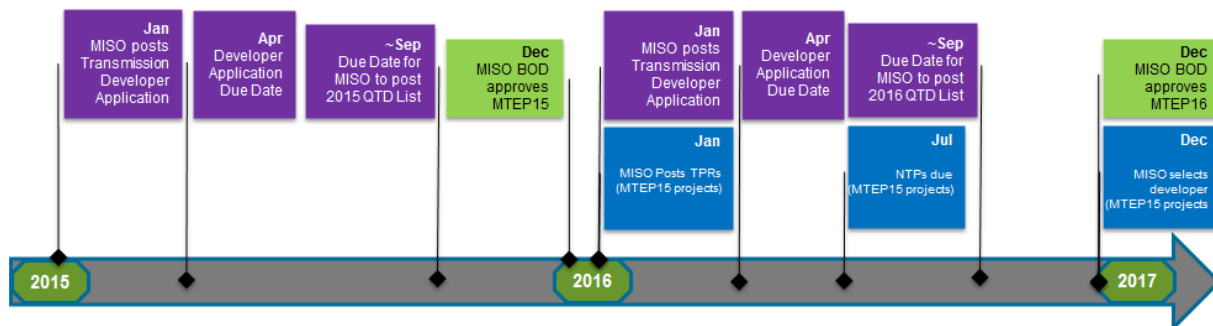 Jan
MISO posts
Transmission
Developer
Application
Apr
Developer
Application
Due Date
~Sep
Due Date for
MISO to post
2015 QTD List
Dec
MISO BOD
approves
MTEP15
Jan
MISO posts
Transmission
Developer
Application
Apr
Developer
Application
Due Date
~Sep
Due Date for
MISO to post
2016 QTD List
Dec
MISO BOD
approves
MTEP16
Jan
MISO Posts TPRs
(MTEP15 projects)
Jul
NTPs due
(MTEP15 projects)
Dec
MISO selects
developer
(MTEP15 projects
2015
2016
2017